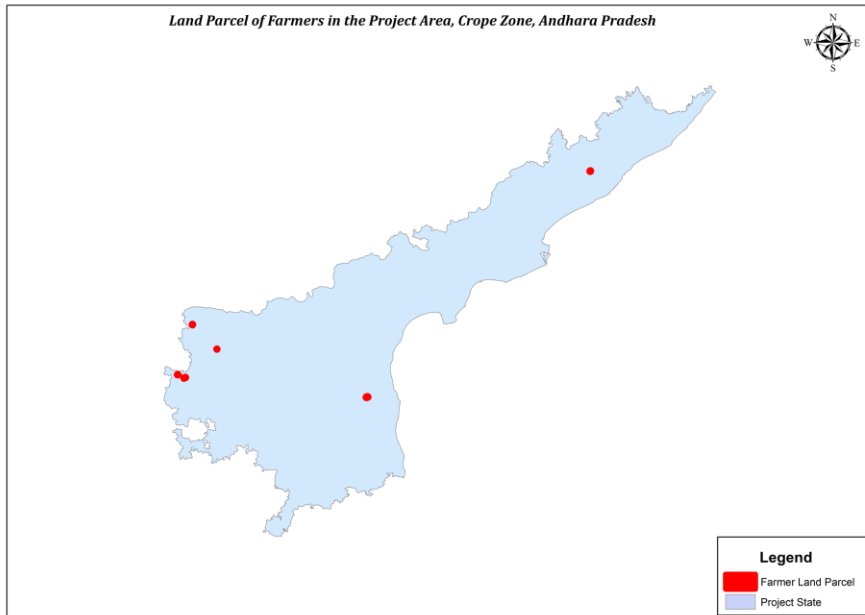 Land Parcel of Farmers in the Project Area, Crope Zone, Andhara Pradesh
N
W E
S
Legend
Farmer Land Parcel
Project State